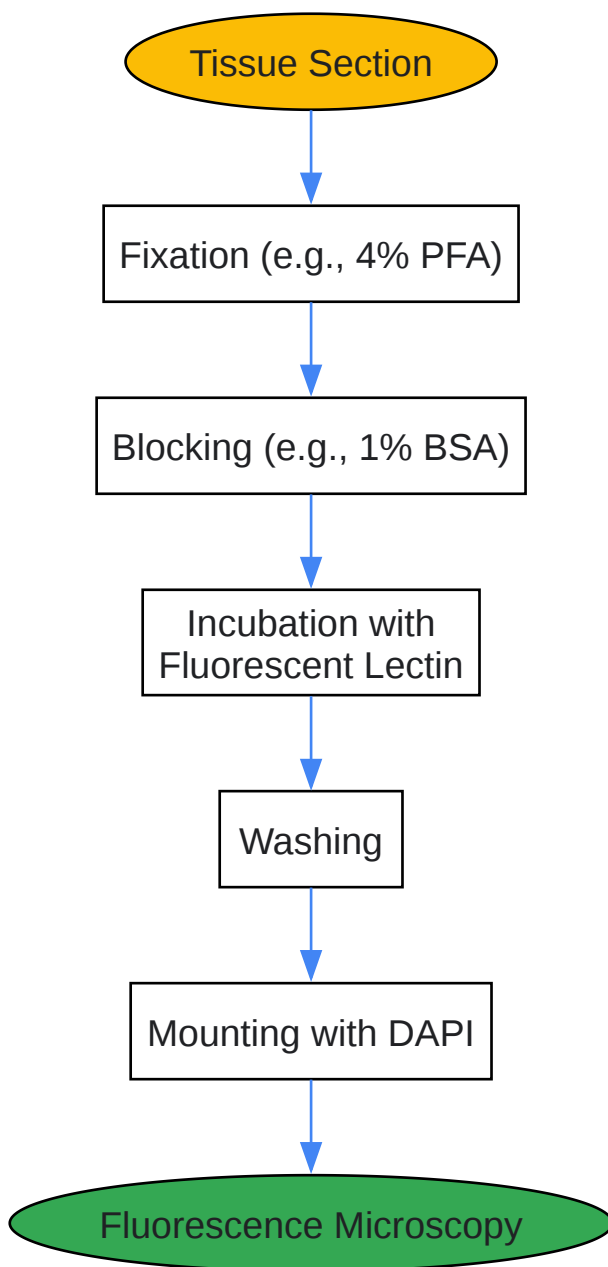 Tissue Section
Fixation (e.g., 4% PFA)
Blocking (e.g., 1% BSA)
Incubation with
Fluorescent Lectin
Washing
Mounting with DAPI
Fluorescence Microscopy